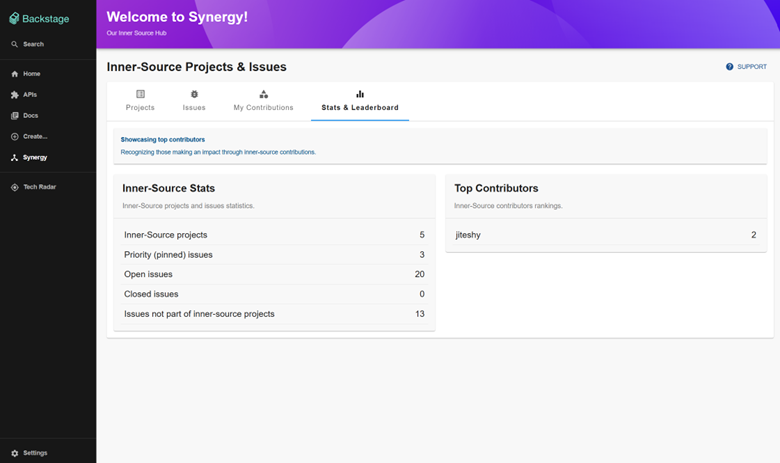 Backstage
Welcome to Synergy!
Our Inner Source Hub
Search
Home
APIs
Docs
Create...
Synergy
Tech Radar
Settings
Inner-Source Projects & Issues
SUPPORT
Projects
Issues
My Contributions
Stats & Leaderboard
Showcasing top contributors
Recognizing those making an impact through inner-source contributions.
Inner-Source Stats
Inner-Source projects and issues statistics.
Inner-Source projects 5
Priority (pinned) issues 3
Open issues 20
Closed issues 0
Issues not part of inner-source projects 13
Top Contributors
Inner-Source contributors rankings.
jiteshy 2